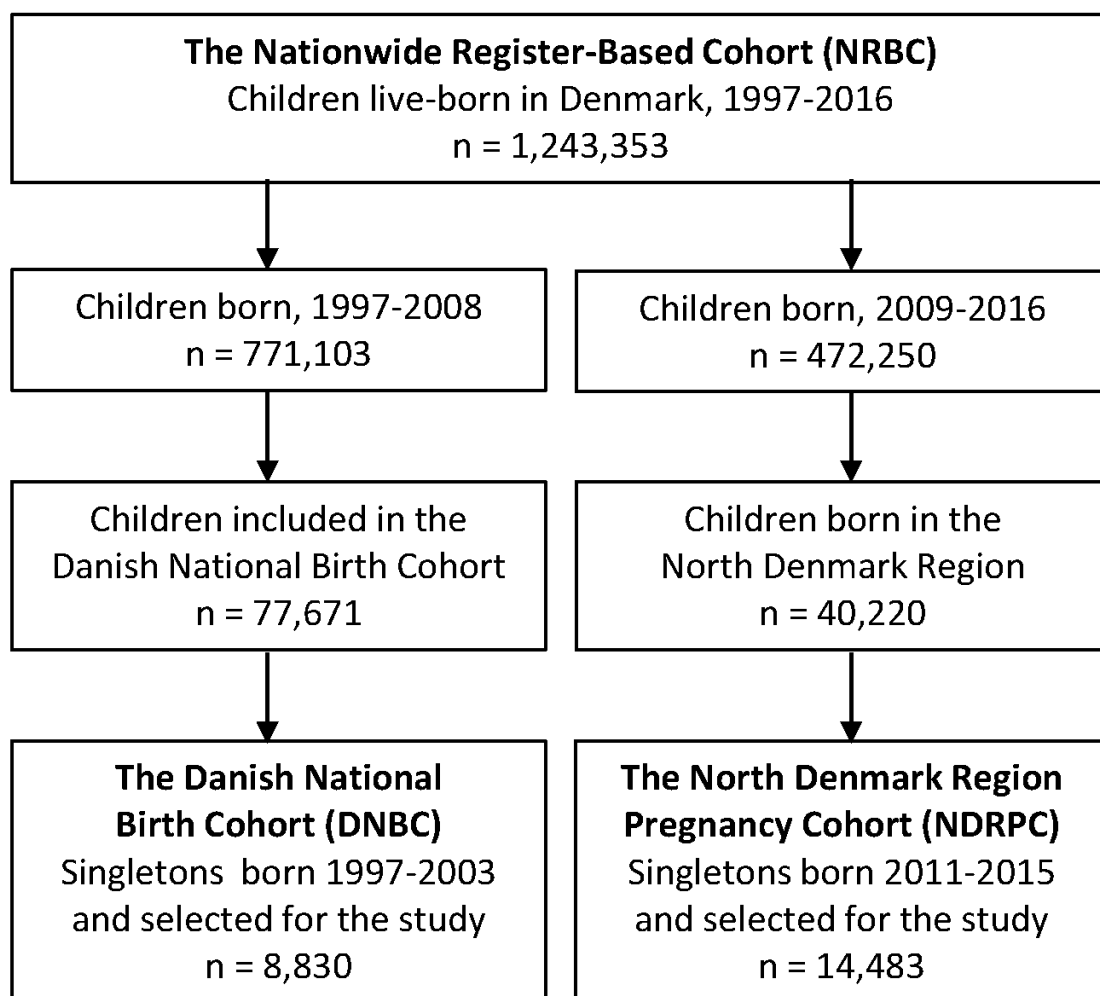 The Nationwide Register-Based Cohort (NRBC)
Children live-born in Denmark, 1997-2016
n = 1,243,353
Children born, 1997-2008
n = 771,103
Children born, 2009-2016
n = 472,250
Children included in the
Danish National Birth Cohort
n = 77,671
Children born in the
North Denmark Region
n = 40,220
The Danish National
Birth Cohort (DNBC)
Singletons  born 1997-2003
and selected for the study
n = 8,830
The North Denmark Region
Pregnancy Cohort (NDRPC)
Singletons born 2011-2015
and selected for the study
n = 14,483